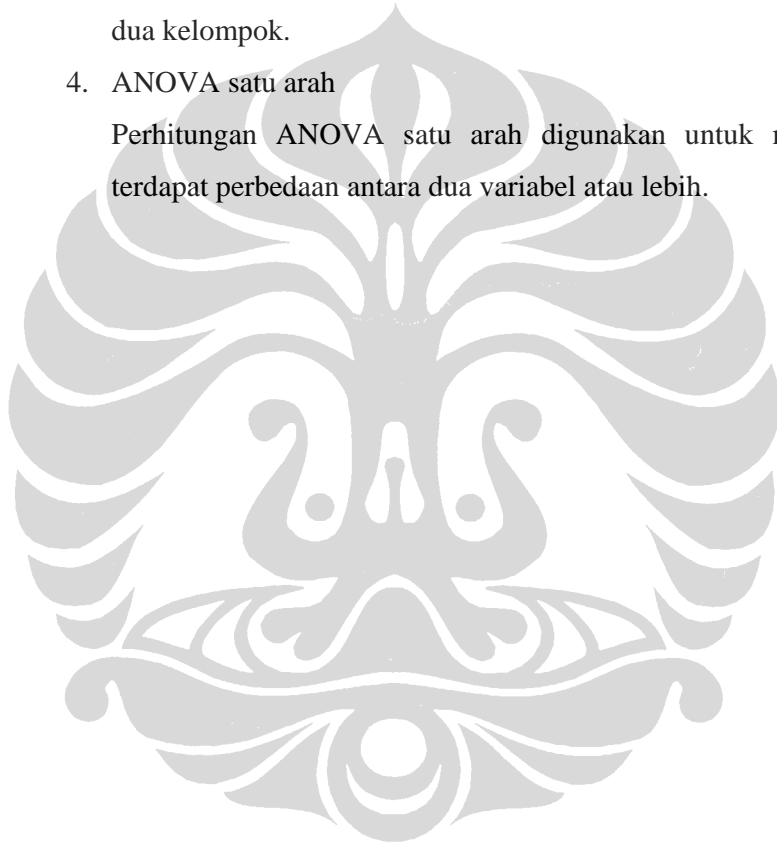 dua kelompok.
4. ANOVA satu arah
Perhitungan ANOVA satu arah digunakan untuk
terdapat perbedaan antara dua variabel atau lebih.